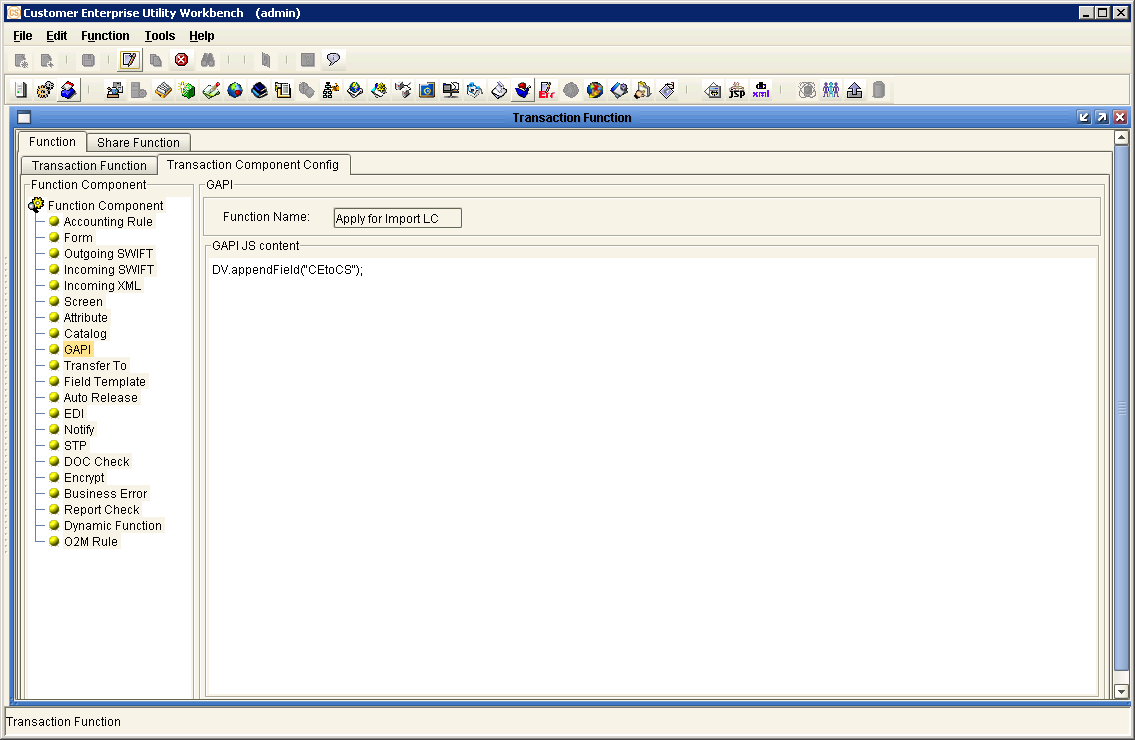 Customer Enterprise Utility Workbench (admin)
File Edit Function Tools Help
JSP
db
xml
Transaction Function
Function Share Function
Transaction Function Transaction Component Config
Function Component
Function Component
Accounting Rule
Form
Outgoing SWIFT
Incoming SWIFT
Incoming XML
Screen
Attribute
Catalog
GAPI
Transfer To
Field Template
Auto Release
EDI
Notify
STP
DOC Check
Encrypt
Business Error
Report Check
Dynamic Function
O2M Rule
GAPI
Function Name: Apply for Import LC
GAPI JS content
DV.appendField("CEtoCS");
Transaction Function